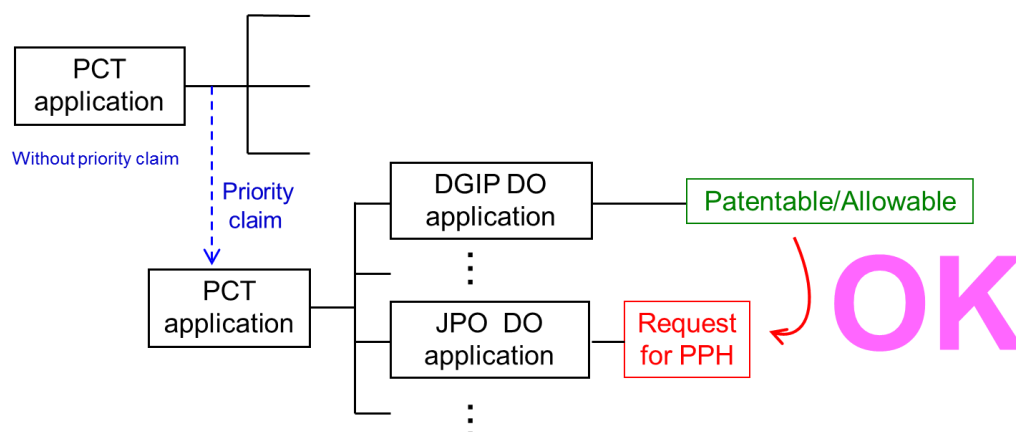 PCT
application
Without priority claim
Priority
claim
DGIP DO
application
Patentable/Allowable
PCT
application
JPO DO
application
Request
for PPH
OK